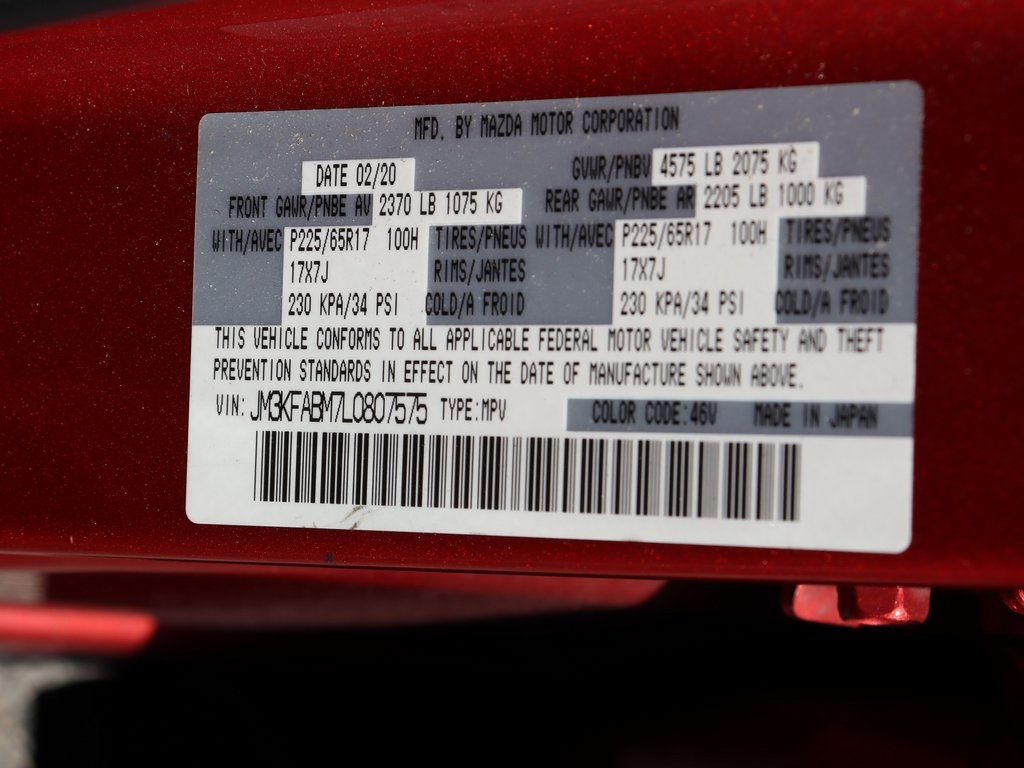 MFD. BY MAZDA MOTOR CORPORATION
DATE 02/20 GVWR/PNBV 4575 LB 2075 KG
FRONT GAWR/PNBE AV 2370 LB 1075 KG REAR GAWR/PNBE AR 2205 LB 1000 KG
WITH/AVEC P225/65R17 100H TIRES/PNEUS WITH/AVEC P225/65R17 100H TIRES/PNEUS
17X7J RIMS/JANTES 17X7J RIMS/JANTES
230 KPA/34 PSI COLD/A FROID 230 KPA/34 PSI COLD/A FROID
THIS VEHICLE CONFORMS TO ALL APPLICABLE FEDERAL MOTOR VEHICLE SAFETY AND THEFT
PREVENTION STANDARDS IN EFFECT ON THE DATE OF MANUFACTURE SHOWN ABOVE.
VIN: JM3KFABM7L0807575 TYPE:MPV COLOR CODE:46V MADE IN JAPAN